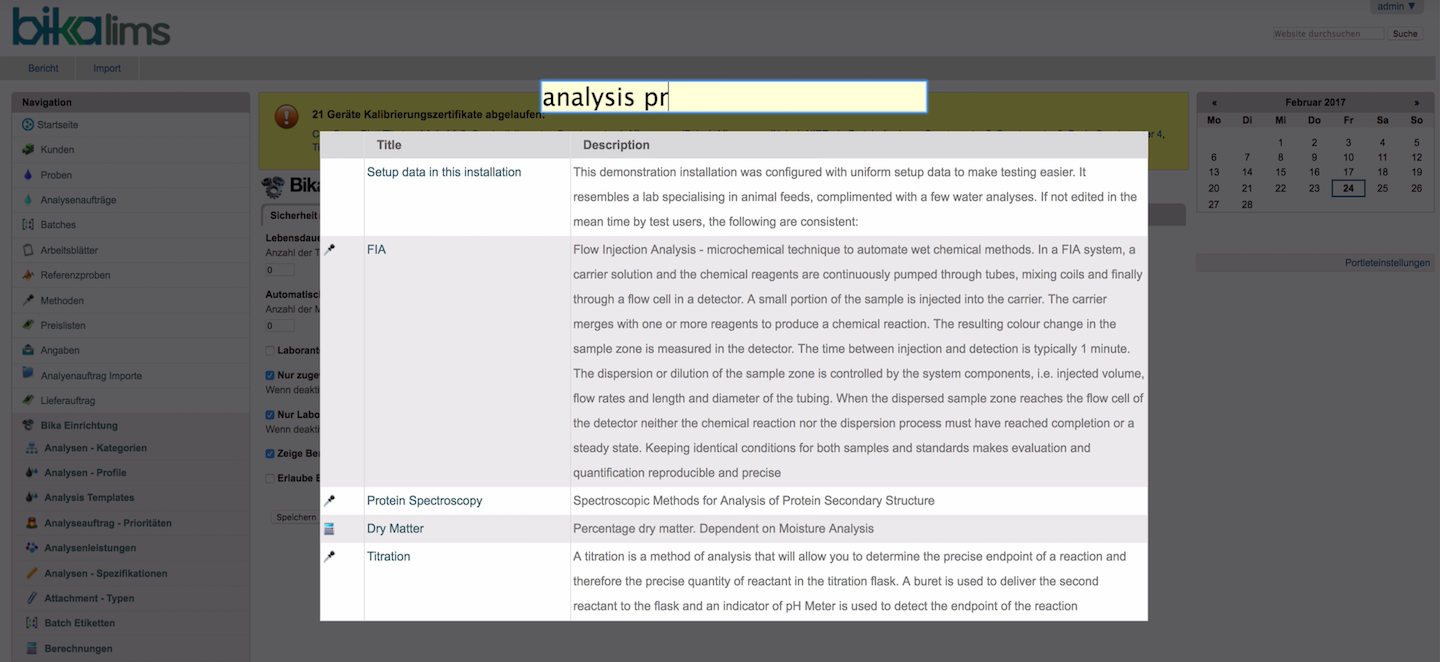 bikalims
admin ▼
Website durchsuchen
Suche
Bericht
Import
analysis pr
Navigation
Startseite
Kunden
Proben
Analysenaufträge
Batches
Arbeitsblätter
Referenzproben
Methoden
Preislisten
Angaben
Analyenauftrag Importe
Lieferauftrag
Bika Einrichtung
Analysen - Kategorien
Analysen - Profile
Analysis Templates
Analyseauftrag - Prioritäten
Analysenleistungen
Analysen - Spezifikationen
Attachment - Typen
Batch Etiketten
Berechnungen
21 Geräte Kalibrierungszertifikate abgelaufen:
4,
Bika
Sicherheit
Lebensdau
Anzahl der T
0
Automatisc
Anzahl der M
0
Laborant
Nur zuge
Wenn deakti
Nur Labo
Wenn deakti
Zeige Be
Erlaube E
Speichern
Title Description
Setup data in this installation
This demonstration installation was configured with uniform setup data to make testing easier. It
resembles a lab specialising in animal feeds, complimented with a few water analyses. If not edited in the
mean time by test users, the following are consistent:
FIA
Flow Injection Analysis - microchemical technique to automate wet chemical methods. In a FIA system, a
carrier solution and the chemical reagents are continuously pumped through tubes, mixing coils and finally
through a flow cell in a detector. A small portion of the sample is injected into the carrier. The carrier
merges with one or more reagents to produce a chemical reaction. The resulting colour change in the
sample zone is measured in the detector. The time between injection and detection is typically 1 minute.
The dispersion or dilution of the sample zone is controlled by the system components, i.e. injected volume,
flow rates and length and diameter of the tubing. When the dispersed sample zone reaches the flow cell of
the detector neither the chemical reaction nor the dispersion process must have reached completion or a
steady state. Keeping identical conditions for both samples and standards makes evaluation and
quantification reproducible and precise
Protein Spectroscopy
Spectroscopic Methods for Analysis of Protein Secondary Structure
Dry Matter
Percentage dry matter. Dependent on Moisture Analysis
Titration
A titration is a method of analysis that will allow you to determine the precise endpoint of a reaction and
therefore the precise quantity of reactant in the titration flask. A buret is used to deliver the second
reactant to the flask and an indicator of pH Meter is used to detect the endpoint of the reaction
« Februar 2017 »
Mo Di Mi Do Fr Sa So
1 2 3 4 5
6 7 8 9 10 11 12
13 14 15 16 17 18 19
20 21 22 23 24 25 26
27 28
Portleteinstellungen